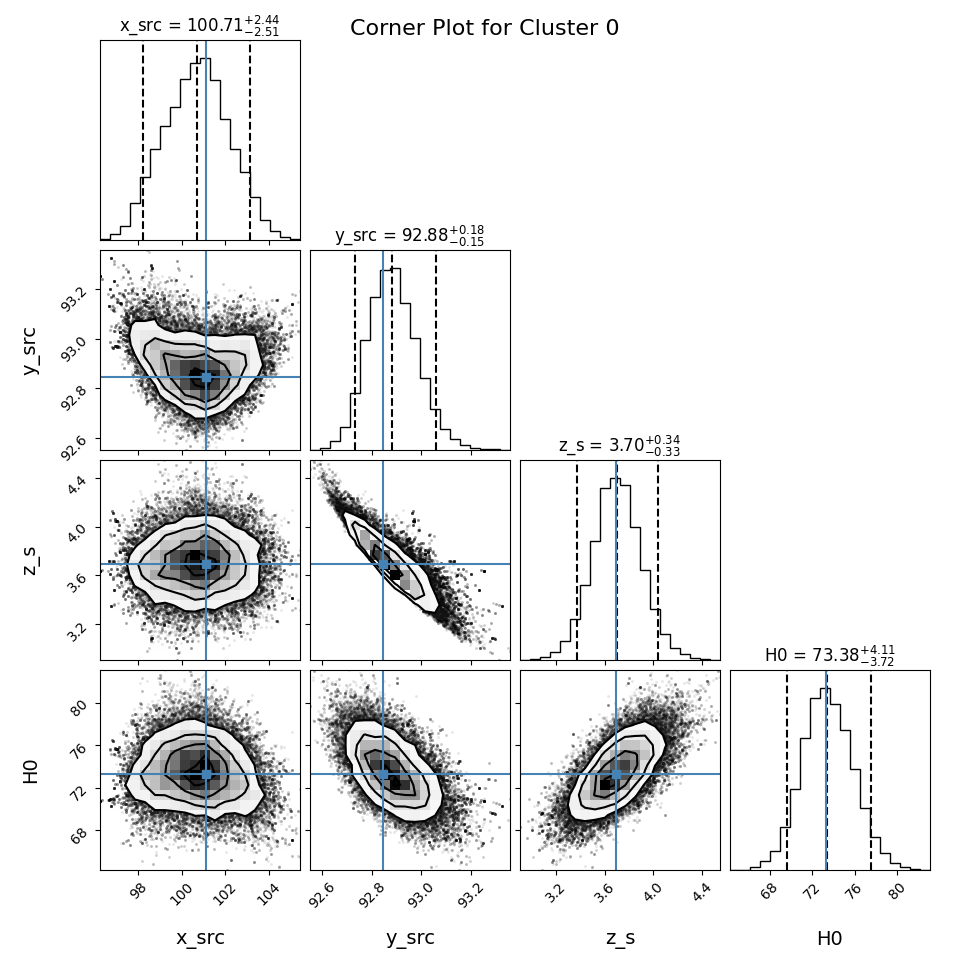 Corner Plot for Cluster 0
x_src = 100.71+2.44−2.51
y_src = 92.88+0.18−0.15
z_s = 3.70+0.34−0.33
H0 = 73.38+4.11−3.72
y_src
93.2
93.0
92.8
92.6
z_s
4.4
4.0
3.6
3.2
H0
80
76
72
68
98 100 102 104
92.6 92.8 93.0 93.2
3.2 3.6 4.0 4.4
68 72 76 80
x_src y_src z_s H0